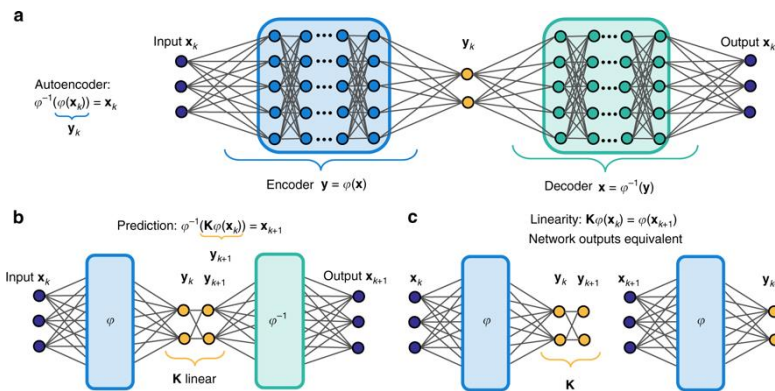 a
Input xₖ
yₖ
Output xₖ
Autoencoder:
φ⁻¹(φ(xₖ)) = xₖ
yₖ
Encoder y = φ(x)
Decoder x = φ⁻¹(y)
b
Prediction: φ⁻¹(Kφ(xₖ)) = xₖ₊₁
yₖ₊₁
Input xₖ
φ
yₖ yₖ₊₁
φ⁻¹
Output xₖ₊₁
K linear
c
Linearity: Kφ(xₖ) = φ(xₖ₊₁)
Network outputs equivalent
xₖ
φ
yₖ yₖ₊₁
K
xₖ₊₁
φ